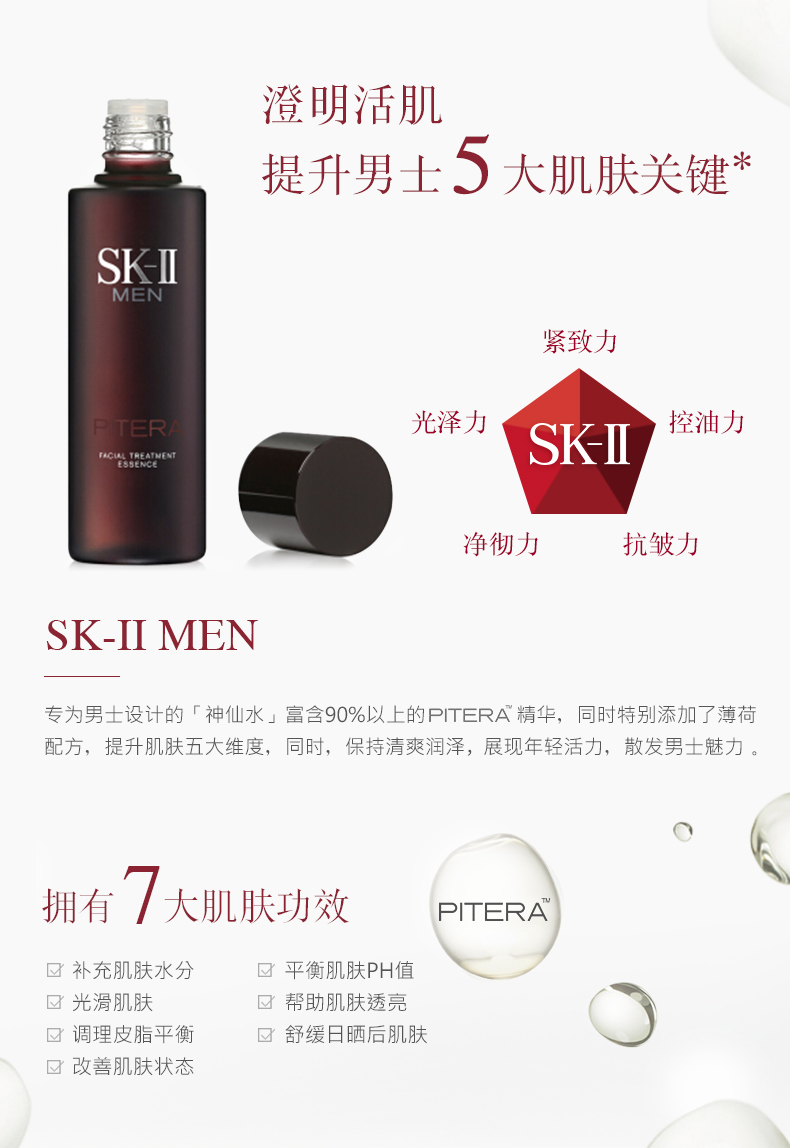 澄明活肌
提升男士5大肌肤关键*
SK-II
MEN
PITERA
FACIAL TREATMENT
ESSENCE
紧致力
光泽力
控油力
SK-II
净彻力
抗皱力
SK-II MEN
专为男士设计的「神仙水」富含90%以上的PITERA™精华，同时特别添加了薄荷
配方，提升肌肤五大维度，同时，保持清爽润泽，展现年轻活力，散发男士魅力。
拥有7大肌肤功效
PITERA™
补充肌肤水分
平衡肌肤PH值
光滑肌肤
帮助肌肤透亮
调理皮脂平衡
舒缓日晒后肌肤
改善肌肤状态